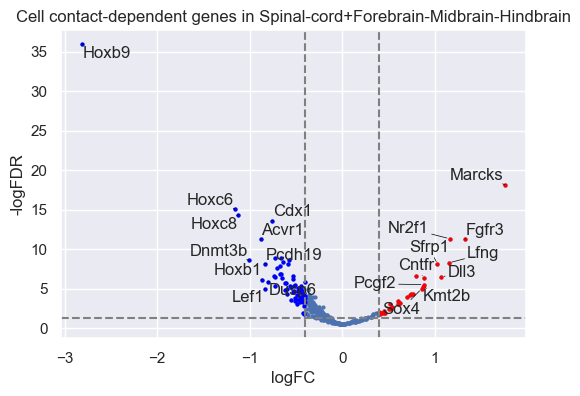 Cell contact-dependent genes in Spinal-cord+Forebrain-Midbrain-Hindbrain
-logFDR
35
30
25
20
15
10
5
0
Hoxb9
Marcks
Hoxc6
Cdx1
Hoxc8
Acvr1
Nr2f1
Fgfr3
Dnmt3b
Pcdh19
Sfrp1
Lfng
Hoxb1
Cntfr
Dll3
Pcgf2
Lef1
Kmt2b
Sox4
−3
−2
−1
0
1
logFC